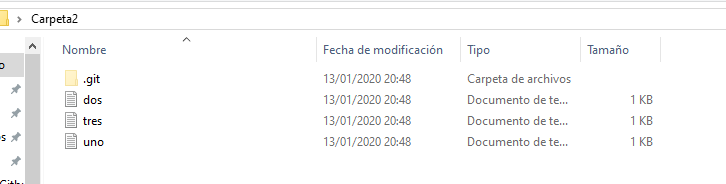 Carpeta2
Nombre Fecha de modificación Tipo Tamaño
.git 13/01/2020 20:48 Carpeta de archivos
dos 13/01/2020 20:48 Documento de te... 1 KB
tres 13/01/2020 20:48 Documento de te... 1 KB
uno 13/01/2020 20:48 Documento de te... 1 KB